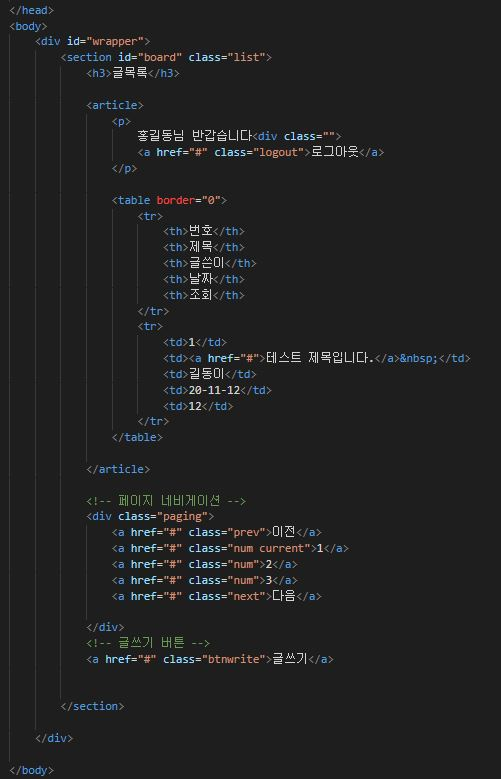 </head>
<body>
<div id="wrapper">
<section id="board" class="list">
<h3>글목록</h3>
<article>
<p>
홍길동님 반갑습니다<div class="">
<a href="#" class="logout">로그아웃</a>
</p>
<table border="0">
<tr>
<th>번호</th>
<th>제목</th>
<th>글쓴이</th>
<th>날짜</th>
<th>조회</th>
</tr>
<tr>
<td>1</td>
<td><a href="#">테스트 제목입니다.</a>&nbsp;</td>
<td>길동이</td>
<td>20-11-12</td>
<td>12</td>
</tr>
</table>
</article>
<!-- 페이지 네비게이션 -->
<div class="paging">
<a href="#" class="prev">이전</a>
<a href="#" class="num current">1</a>
<a href="#" class="num">2</a>
<a href="#" class="num">3</a>
<a href="#" class="next">다음</a>
</div>
<!-- 글쓰기 버튼 -->
<a href="#" class="btnwrite">글쓰기</a>
</section>
</div>
</body>